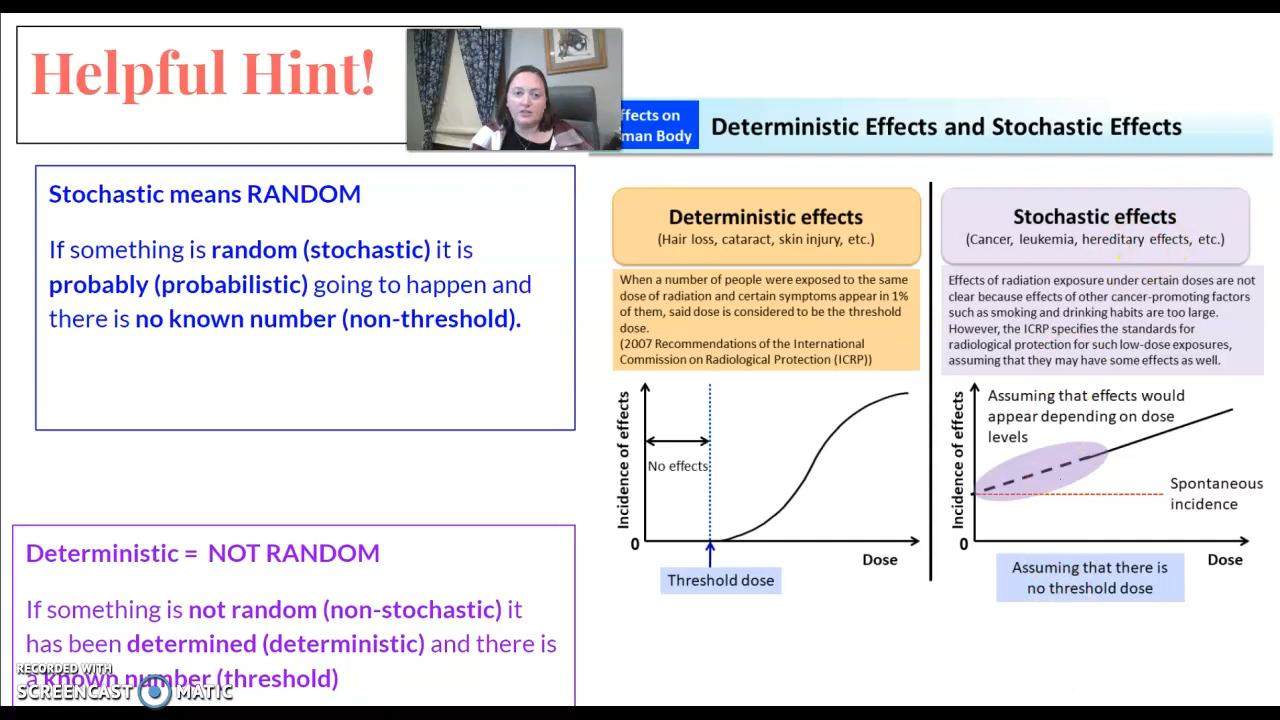 Helpful Hint!
Stochastic means RANDOM
If something is random (stochastic) it is
probably (probabilistic) going to happen and
there is no known number (non-threshold).
Deterministic = NOT RANDOM
If something is not random (non-stochastic) it
has been determined (deterministic) and there is
a known number (threshold)
RECORDED WITH
SCREENCAST MATIC
ffects on
man Body
Deterministic Effects and Stochastic Effects
Deterministic effects
(Hair loss, cataract, skin injury, etc.)
When a number of people were exposed to the same
dose of radiation and certain symptoms appear in 1%
of them, said dose is considered to be the threshold
dose.
(2007 Recommendations of the International
Commission on Radiological Protection (ICRP))
Incidence of effects
No effects
0
Dose
Threshold dose
Stochastic effects
(Cancer, leukemia, hereditary effects, etc.)
Effects of radiation exposure under certain doses are not
clear because effects of other cancer-promoting factors
such as smoking and drinking habits are too large.
However, the ICRP specifies the standards for
radiological protection for such low-dose exposures,
assuming that they may have some effects as well.
Incidence of effects
Assuming that effects would
appear depending on dose
levels
Spontaneous
incidence
0
Dose
Assuming that there is
no threshold dose